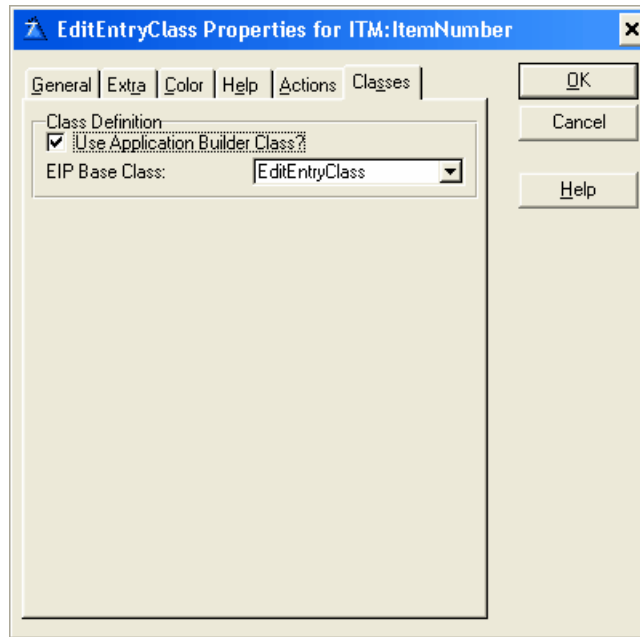 EditEntryClass Properties for ITM:ItemNumber
General Extra Color Help Actions Classes
OK
Cancel
Help
Class Definition
Use Application Builder Class?
EIP Base Class: EditEntryClass